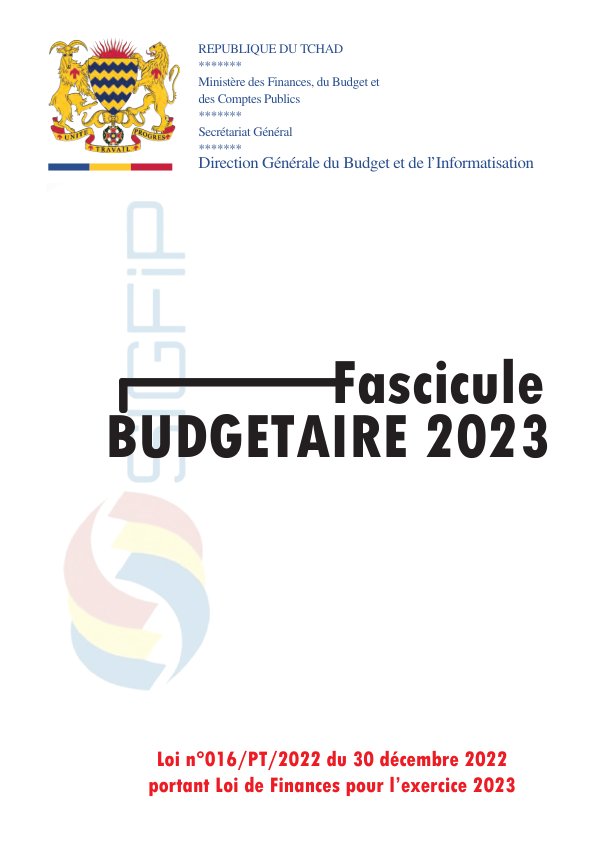 REPUBLIQUE DU TCHAD
*******
Ministère des Finances, du Budget et
des Comptes Publics
*******
Secrétariat Général
*******
Direction Générale du Budget et de l'Informatisation
UNITE TRAVAIL PROGRES
SIGFiP
Fascicule
BUDGETAIRE 2023
Loi n°016/PT/2022 du 30 décembre 2022
portant Loi de Finances pour l'exercice 2023